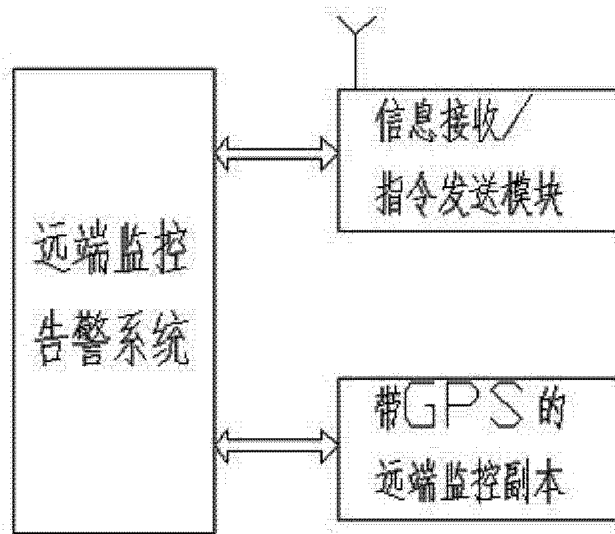 远端监控
告警系统
信息接收/
指令发送模块
带GPS的
远端监控副本